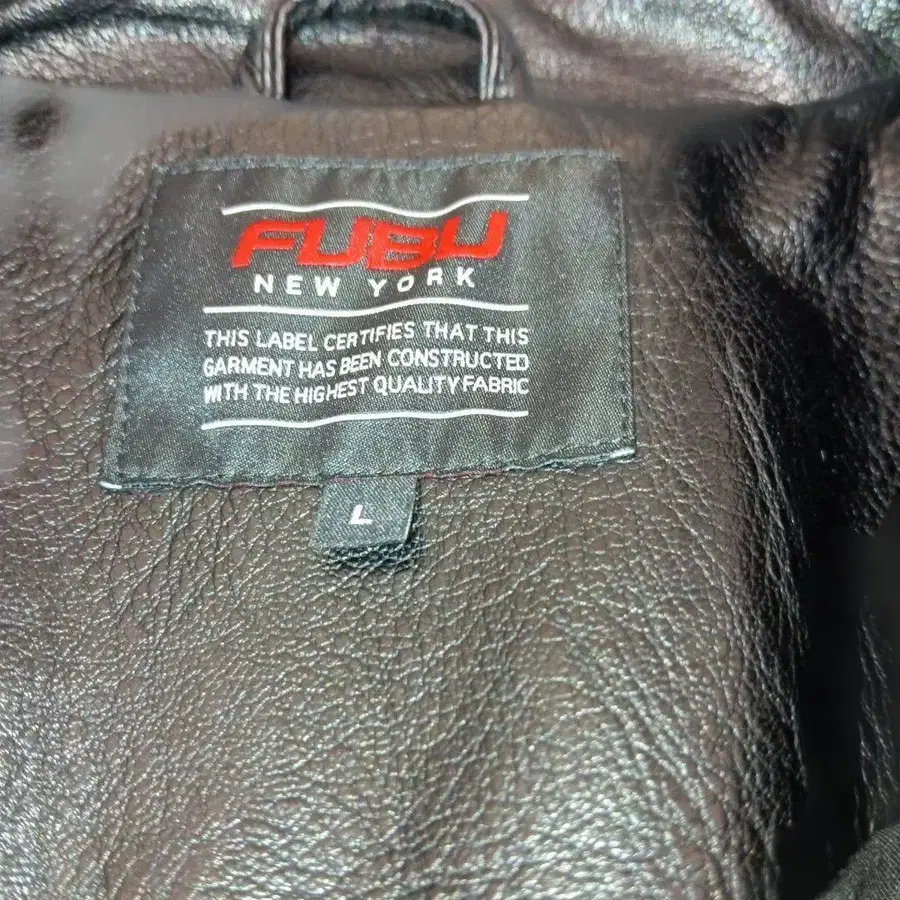 FUBU
NEW YORK
THIS LABEL CERTIFIES THAT THIS
GARMENT HAS BEEN CONSTRUCTED
WITH THE HIGHEST QUALITY FABRIC
L